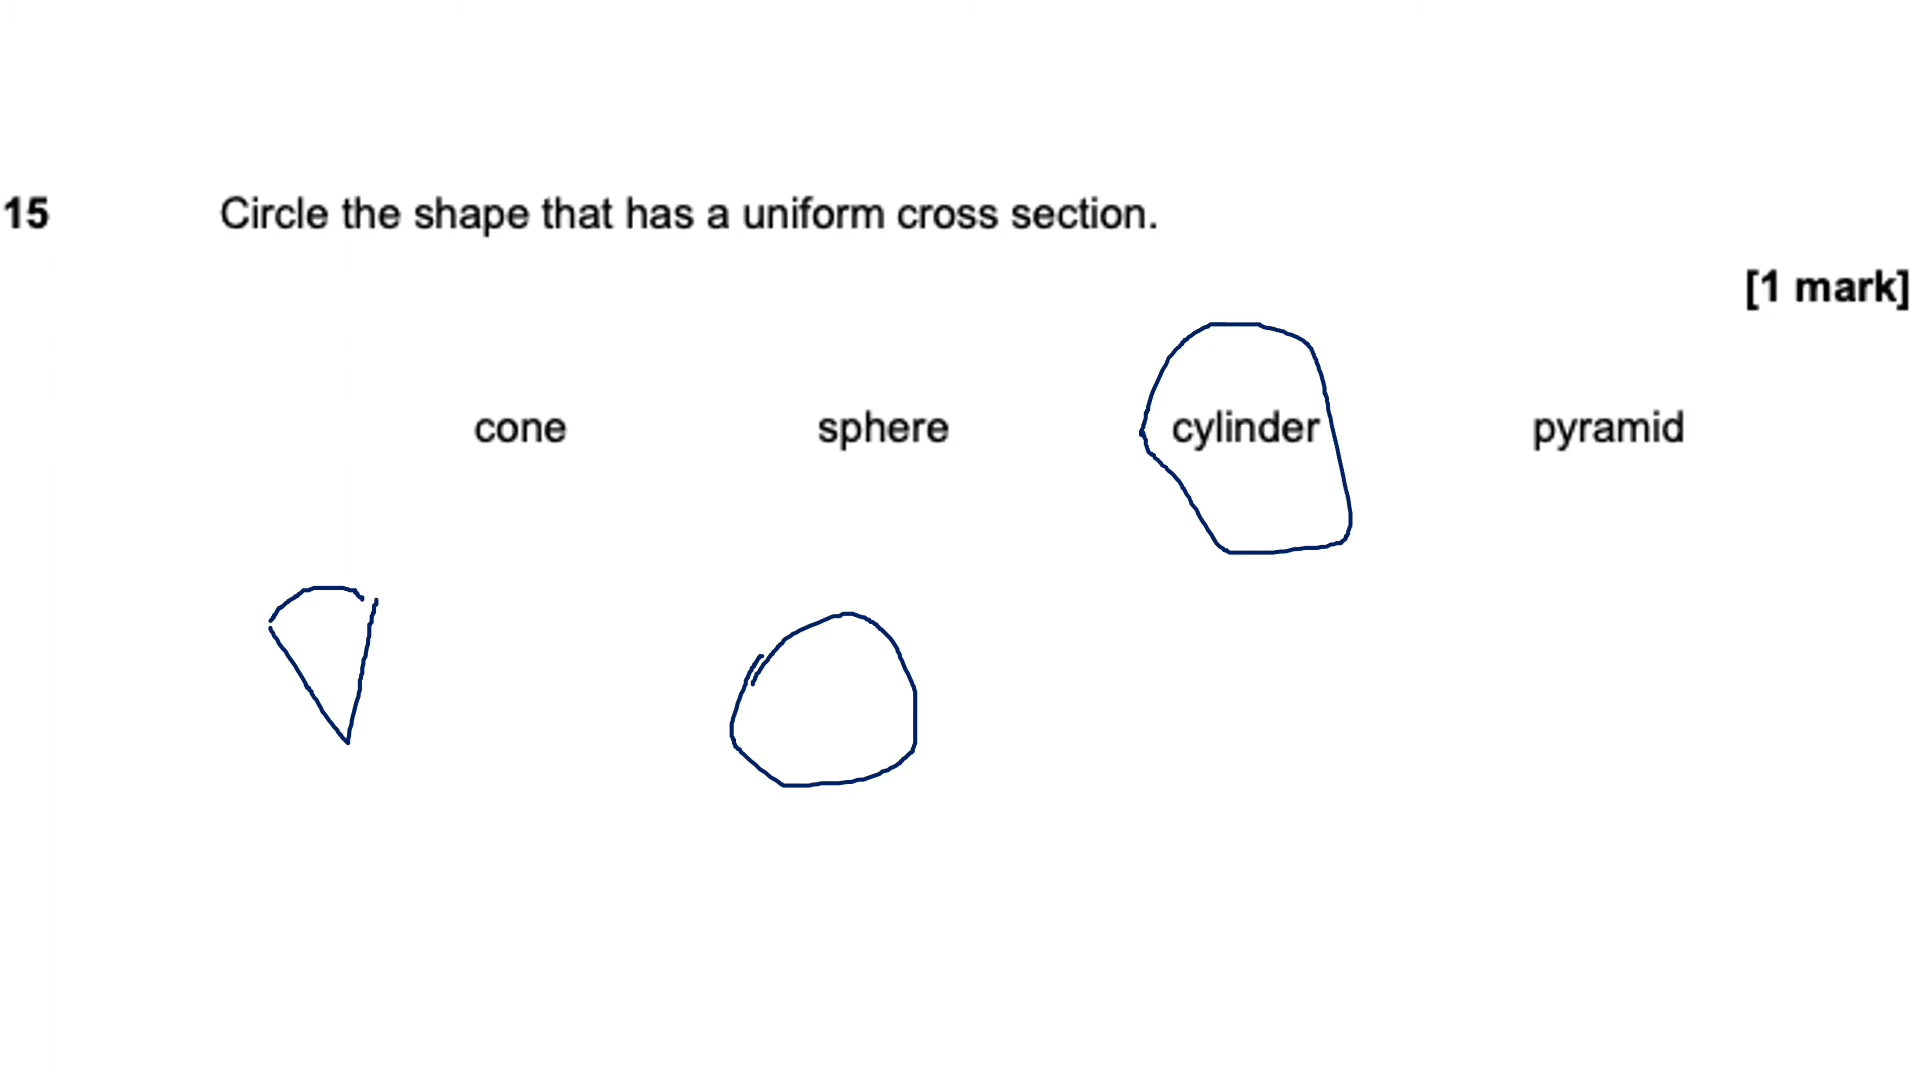 15 Circle the shape that has a uniform cross section.
[1 mark]
cone sphere cylinder pyramid